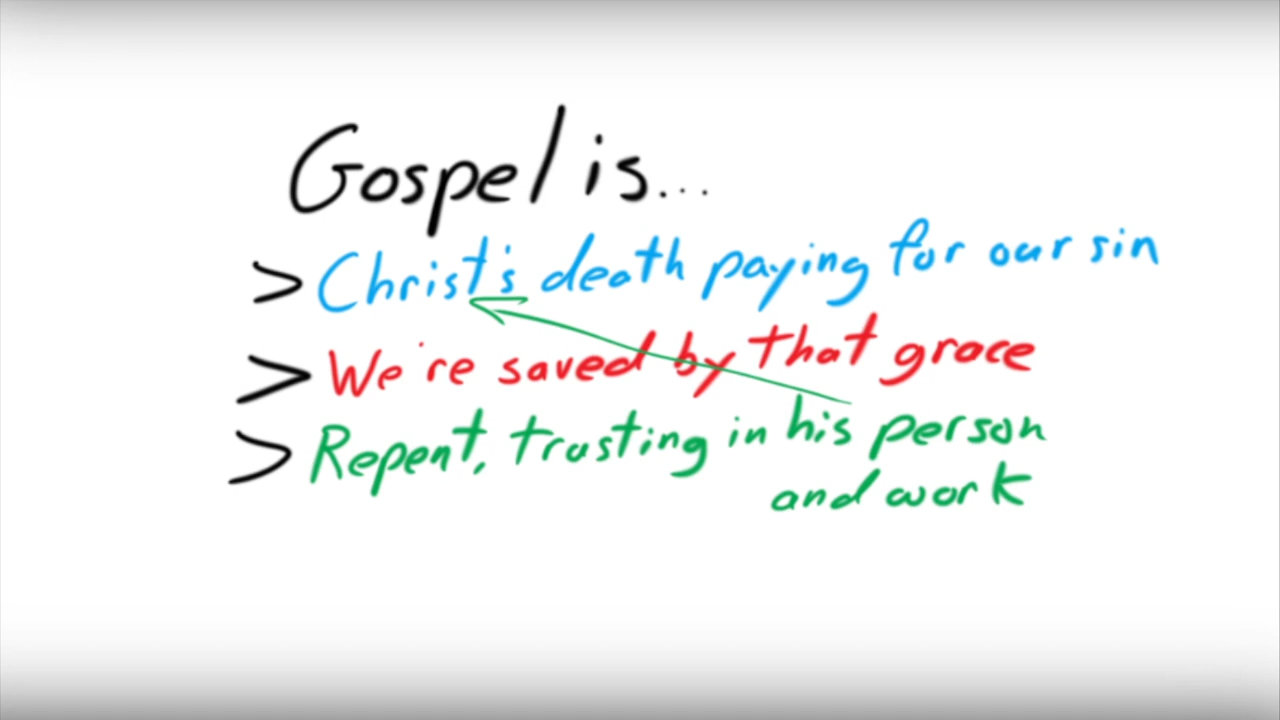 Gospel is...
> Christ's death paying for our sin
> We're saved by that grace
> Repent, trusting in his person
and work